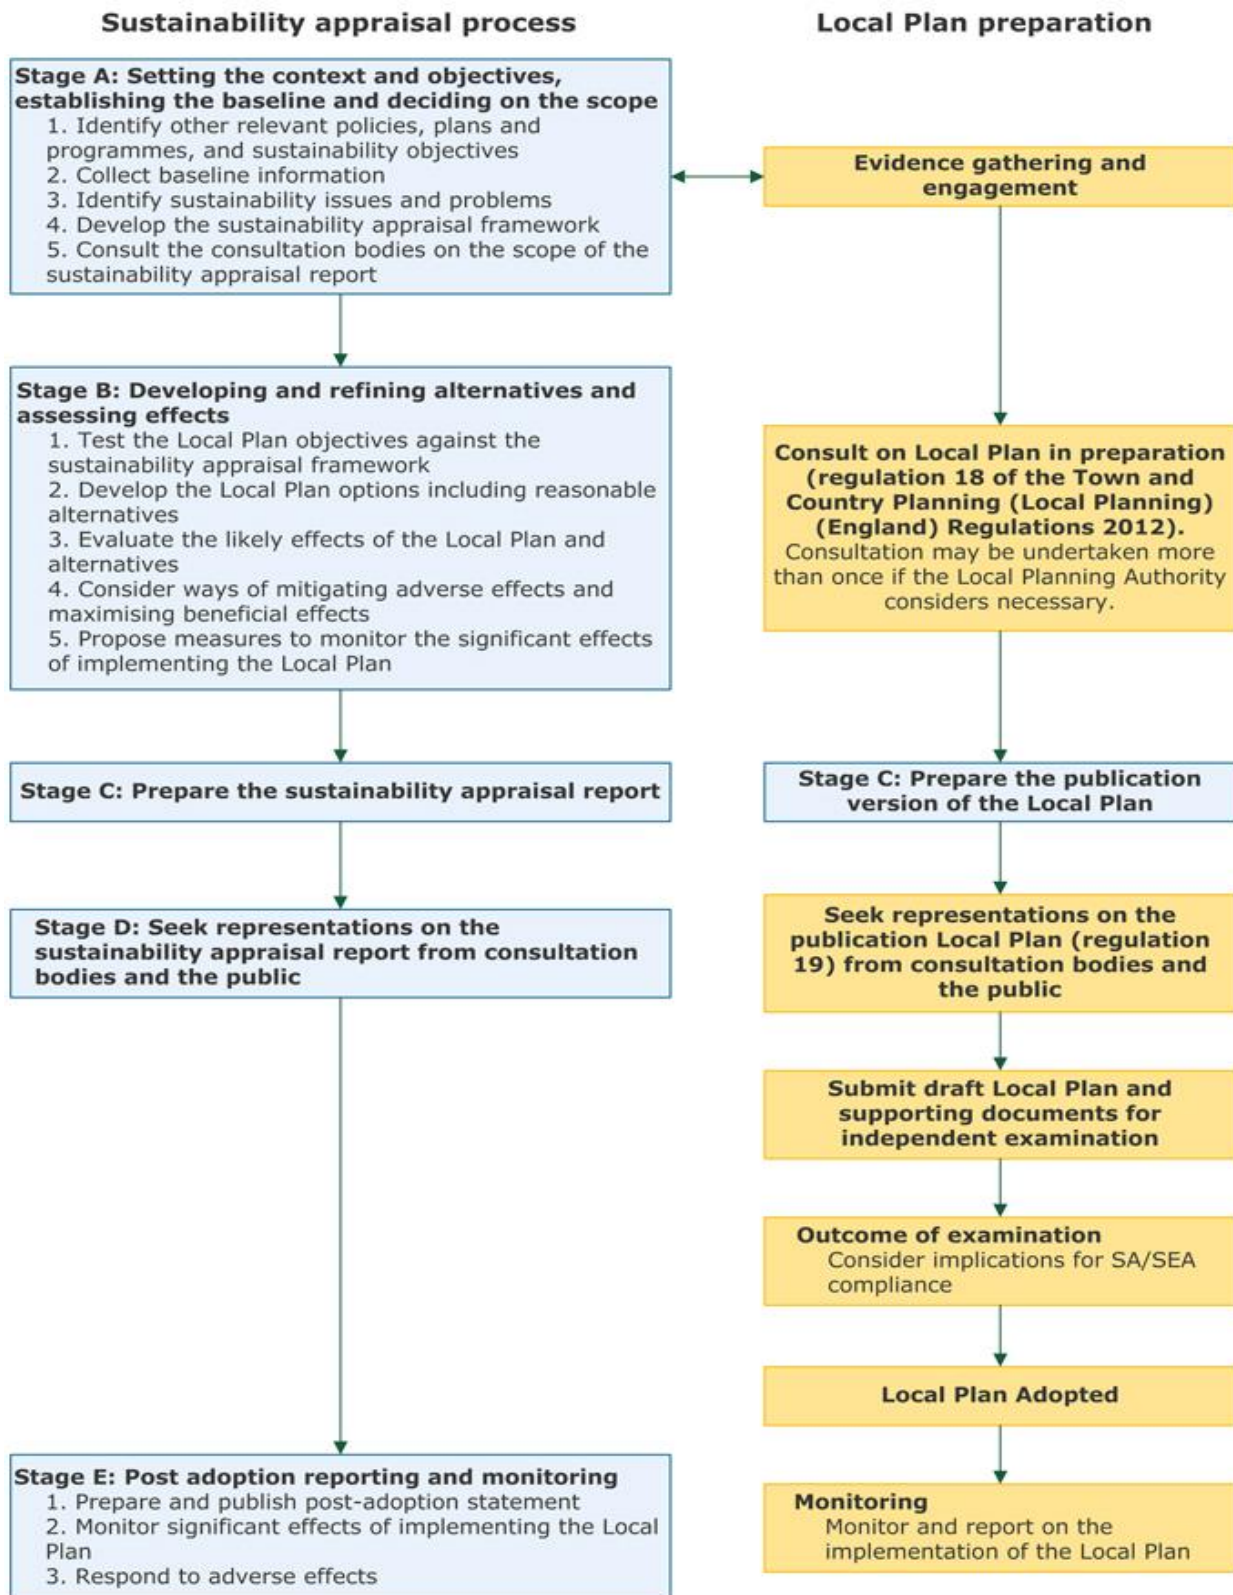 Sustainability appraisal process
Local Plan preparation
Stage A: Setting the context and objectives,
establishing the baseline and deciding on the scope
1. Identify other relevant policies, plans and
programmes, and sustainability objectives
2. Collect baseline information
3. Identify sustainability issues and problems
4. Develop the sustainability appraisal framework
5. Consult the consultation bodies on the scope of the
sustainability appraisal report
Evidence gathering and
engagement
Stage B: Developing and refining alternatives and
assessing effects
1. Test the Local Plan objectives against the
sustainability appraisal framework
2. Develop the Local Plan options including reasonable
alternatives
3. Evaluate the likely effects of the Local Plan and
alternatives
4. Consider ways of mitigating adverse effects and
maximising beneficial effects
5. Propose measures to monitor the significant effects
of implementing the Local Plan
Consult on Local Plan in preparation
(regulation 18 of the Town and
Country Planning (Local Planning)
(England) Regulations 2012).
Consultation may be undertaken more
than once if the Local Planning Authority
considers necessary.
Stage C: Prepare the sustainability appraisal report
Stage C: Prepare the publication
version of the Local Plan
Stage D: Seek representations on the
sustainability appraisal report from consultation
bodies and the public
Seek representations on the
publication Local Plan (regulation
19) from consultation bodies and
the public
Submit draft Local Plan and
supporting documents for
independent examination
Outcome of examination
Consider implications for SA/SEA
compliance
Local Plan Adopted
Stage E: Post adoption reporting and monitoring
1. Prepare and publish post-adoption statement
2. Monitor significant effects of implementing the Local
Plan
3. Respond to adverse effects
Monitoring
Monitor and report on the
implementation of the Local Plan